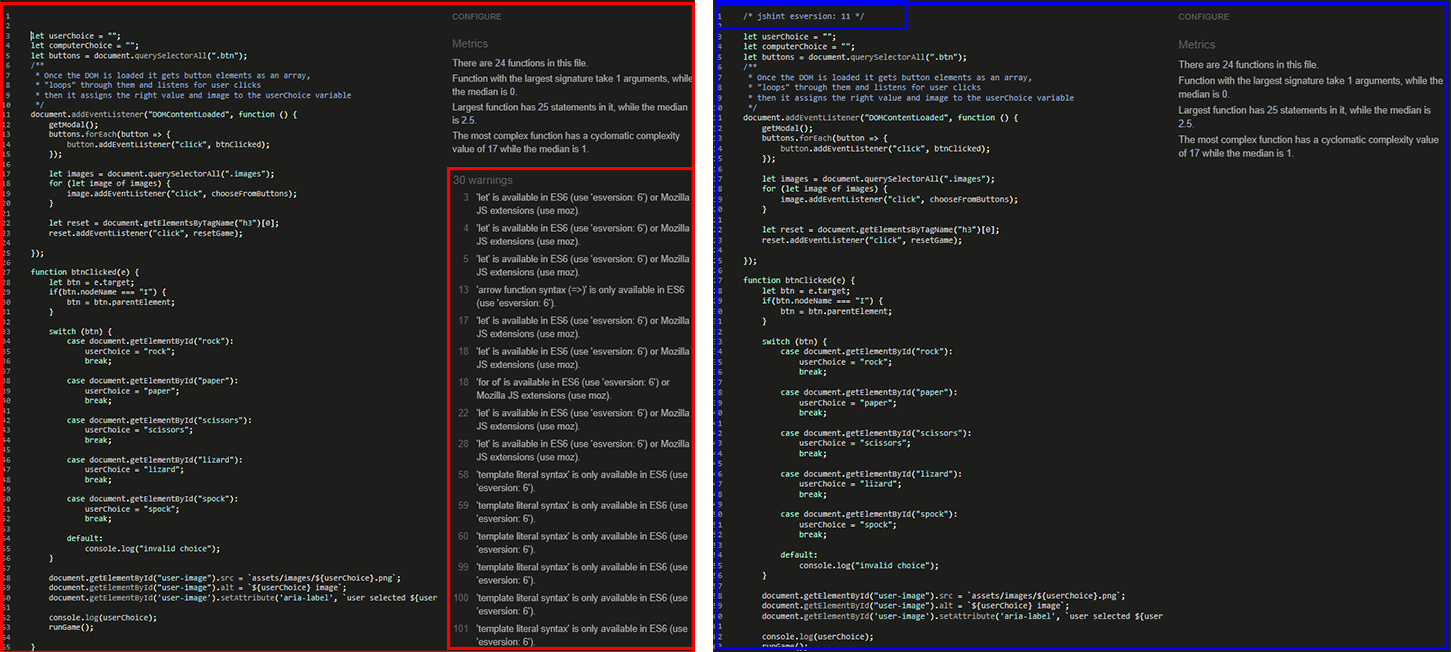 1
2
3 let userChoice = "";
4 let computerChoice = "";
5 let buttons = document.querySelectorAll(".btn");
6 /**
7 * Once the DOM is loaded it gets button elements as an array,
8 * "loops" through them and listens for user clicks
9 * then it assigns the right value and image to the userChoice variable
10 */
11 document.addEventListener("DOMContentLoaded", function () {
12 getModal();
13 buttons.forEach(button => {
14 button.addEventListener("click", btnClicked);
15 });
16
17 let images = document.querySelectorAll(".images");
18 for (let image of images) {
19 image.addEventListener("click", chooseFromButtons);
20 }
21
22 let reset = document.getElementsByTagName("h3")[0];
23 reset.addEventListener("click", resetGame);
24
25 });
26
27 function btnClicked(e) {
28 let btn = e.target;
29 if(btn.nodeName === "I") {
30 btn = btn.parentElement;
31 }
32
33 switch (btn) {
34 case document.getElementById("rock"):
35 userChoice = "rock";
36 break;
37
38 case document.getElementById("paper"):
39 userChoice = "paper";
40 break;
41
42 case document.getElementById("scissors"):
43 userChoice = "scissors";
44 break;
45
46 case document.getElementById("lizard"):
47 userChoice = "lizard";
48 break;
49
50 case document.getElementById("spock"):
51 userChoice = "spock";
52 break;
53
54 default:
55 console.log("invalid choice");
56 }
57
58 document.getElementById("user-image").src = `assets/images/${userChoice}.png`;
59 document.getElementById("user-image").alt = `${userChoice} image`;
60 document.getElementById('user-image').setAttribute('aria-label', `user selected ${user
61
62 console.log(userChoice);
63 runGame();
64
65 }
CONFIGURE
Metrics
There are 24 functions in this file.
Function with the largest signature take 1 arguments, while
the median is 0.
Largest function has 25 statements in it, while the median
is 2.5.
The most complex function has a cyclomatic complexity
value of 17 while the median is 1.
30 warnings
3 'let' is available in ES6 (use 'esversion: 6') or Mozilla
JS extensions (use moz).
4 'let' is available in ES6 (use 'esversion: 6') or Mozilla
JS extensions (use moz).
5 'let' is available in ES6 (use 'esversion: 6') or Mozilla
JS extensions (use moz).
13 'arrow function syntax (=>)' is only available in ES6
(use 'esversion: 6').
17 'let' is available in ES6 (use 'esversion: 6') or Mozilla
JS extensions (use moz).
18 'let' is available in ES6 (use 'esversion: 6') or Mozilla
JS extensions (use moz).
18 'for of' is available in ES6 (use 'esversion: 6') or
Mozilla JS extensions (use moz).
22 'let' is available in ES6 (use 'esversion: 6') or Mozilla
JS extensions (use moz).
28 'let' is available in ES6 (use 'esversion: 6') or Mozilla
JS extensions (use moz).
58 'template literal syntax' is only available in ES6 (use
'esversion: 6').
59 'template literal syntax' is only available in ES6 (use
'esversion: 6').
60 'template literal syntax' is only available in ES6 (use
'esversion: 6').
99 'template literal syntax' is only available in ES6 (use
'esversion: 6').
100 'template literal syntax' is only available in ES6 (use
'esversion: 6').
101 'template literal syntax' is only available in ES6 (use
'esversion: 6').
1 /* jshint esversion: 11 */
2
3 let userChoice = "";
4 let computerChoice = "";
5 let buttons = document.querySelectorAll(".btn");
6 /**
7 * Once the DOM is loaded it gets button elements as an array,
8 * "loops" through them and listens for user clicks
9 * then it assigns the right value and image to the userChoice variable
0 */
1 document.addEventListener("DOMContentLoaded", function () {
2 getModal();
3 buttons.forEach(button => {
4 button.addEventListener("click", btnClicked);
5 });
6
7 let images = document.querySelectorAll(".images");
8 for (let image of images) {
9 image.addEventListener("click", chooseFromButtons);
0 }
1
2 let reset = document.getElementsByTagName("h3")[0];
3 reset.addEventListener("click", resetGame);
4
5 });
6
7 function btnClicked(e) {
8 let btn = e.target;
9 if(btn.nodeName === "I") {
0 btn = btn.parentElement;
1 }
2
3 switch (btn) {
4 case document.getElementById("rock"):
5 userChoice = "rock";
6 break;
7
8 case document.getElementById("paper"):
9 userChoice = "paper";
0 break;
1
2 case document.getElementById("scissors"):
3 userChoice = "scissors";
4 break;
5
6 case document.getElementById("lizard"):
7 userChoice = "lizard";
8 break;
9
0 case document.getElementById("spock"):
1 userChoice = "spock";
2 break;
3
4 default:
5 console.log("invalid choice");
6 }
7
8 document.getElementById("user-image").src = `assets/images/${userChoice}.png`;
9 document.getElementById("user-image").alt = `${userChoice} image`;
0 document.getElementById('user-image').setAttribute('aria-label', `user selected ${user
1
2 console.log(userChoice);
3 runGame();
CONFIGURE
Metrics
There are 24 functions in this file.
Function with the largest signature take 1 arguments, while the
median is 0.
Largest function has 25 statements in it, while the median is
2.5.
The most complex function has a cyclomatic complexity value
of 17 while the median is 1.